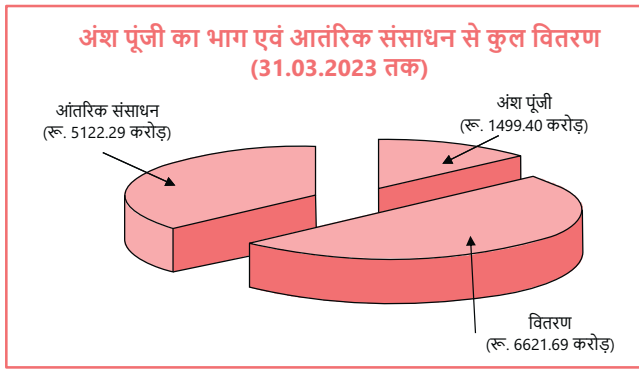 अंश पूंजी का भाग एवं आतंरिक संसाधन से कुल वितरण
(31.03.2023 तक)
आंतरिक संसाधन
(रू. 5122.29 करोड़)
अंश पूंजी
(रू. 1499.40 करोड़)
वितरण
(रू. 6621.69 करोड़)